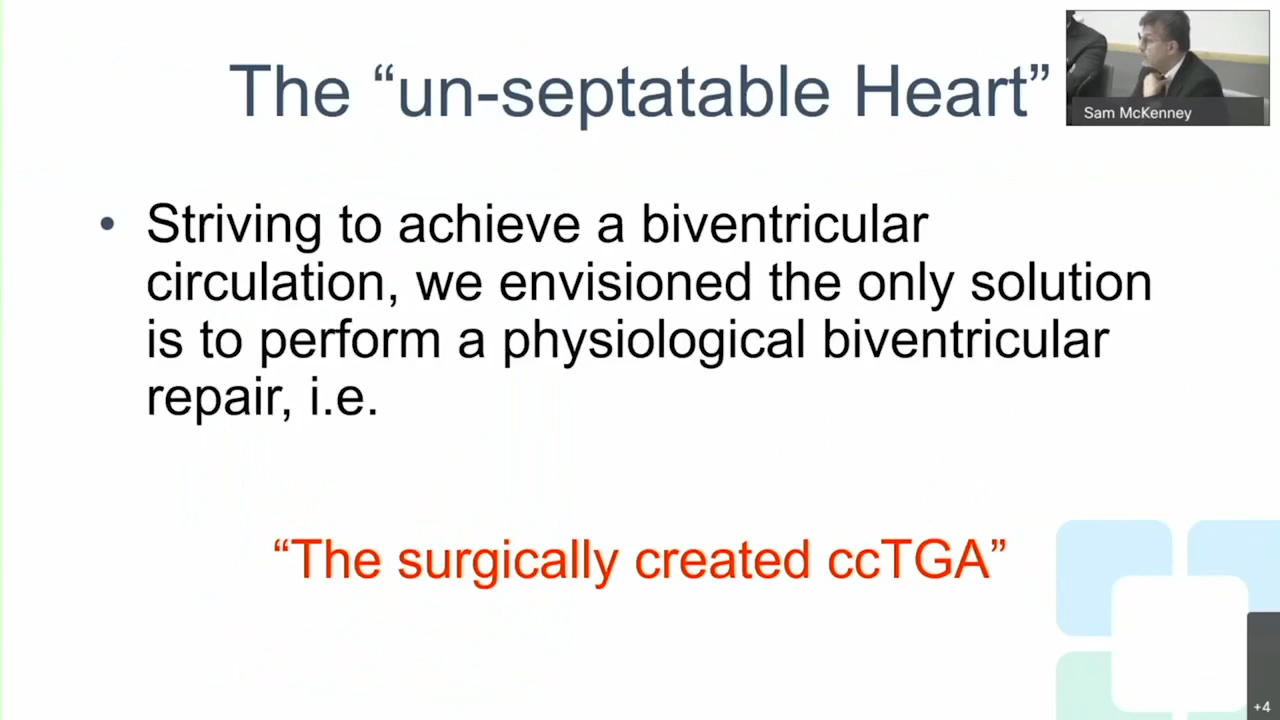 The “un-septatable Heart”
Sam McKenney
• Striving to achieve a biventricular
circulation, we envisioned the only solution
is to perform a physiological biventricular
repair, i.e.
“The surgically created ccTGA”
+4